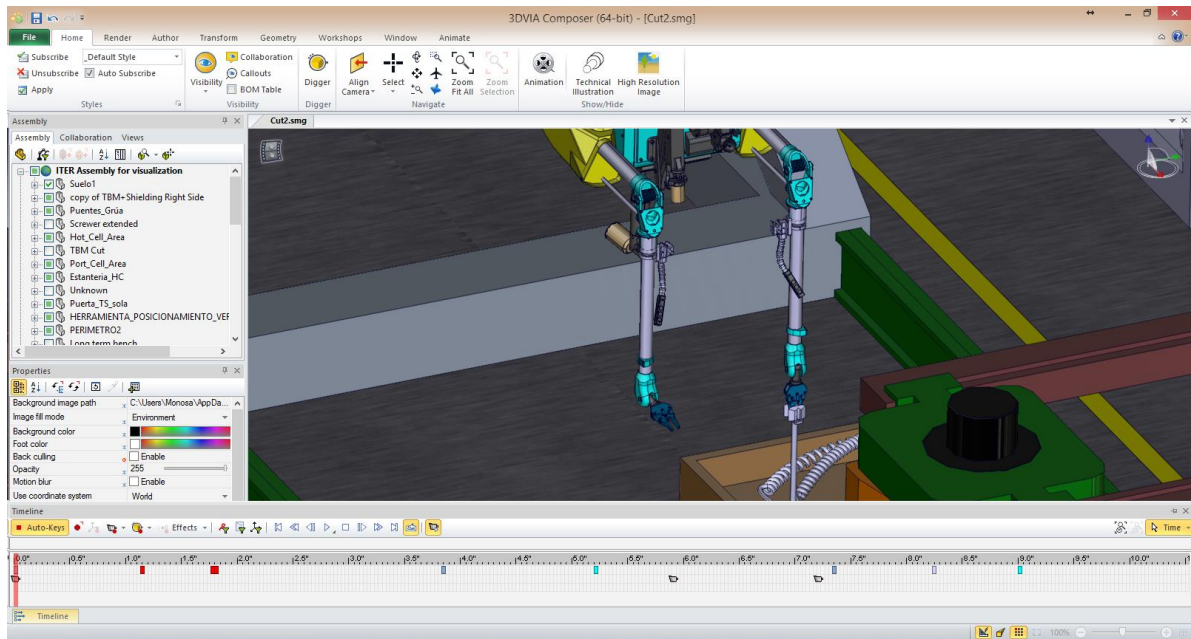 3DVIA Composer (64-bit) - [Cut2.smg]
File Home Render Author Transform Geometry Workshops Window Animate
Subscribe _Default Style
Unsubscribe Auto Subscribe
Apply
Styles
Visibility
Collaboration
Callouts
BOM Table
Visibility
Digger
Digger
Align Camera
Select
Zoom Fit All
Zoom Selection
Navigate
Animation
Technical Illustration
High Resolution Image
Show/Hide
Assembly
Cut2.smg
Assembly Collaboration Views
ITER Assembly for visualization
Suelo1
copy of TBM+Shielding Right Side
Puentes_Grúa
Screwer extended
Hot_Cell_Area
TBM Cut
Port_Cell_Area
Estanteria_HC
Unknown
Puerta_TS_sola
HERRAMIENTA_POSICIONAMIENTO_VER
PERIMETRO2
Long term bench
Properties
Background image path C:\Users\Monosa\AppDa...
Image fill mode Environment
Background color
Foot color
Back culling Enable
Opacity 255
Motion blur Enable
Use coordinate system World
Timeline
Auto-Keys Effects Time
0.0" 0.5" 1.0" 1.5" 2.0" 2.5" 3.0" 3.5" 4.0" 4.5" 5.0" 5.5" 6.0" 6.5" 7.0" 7.5" 8.0" 8.5" 9.0" 9.5" 10.0"
Timeline
100%